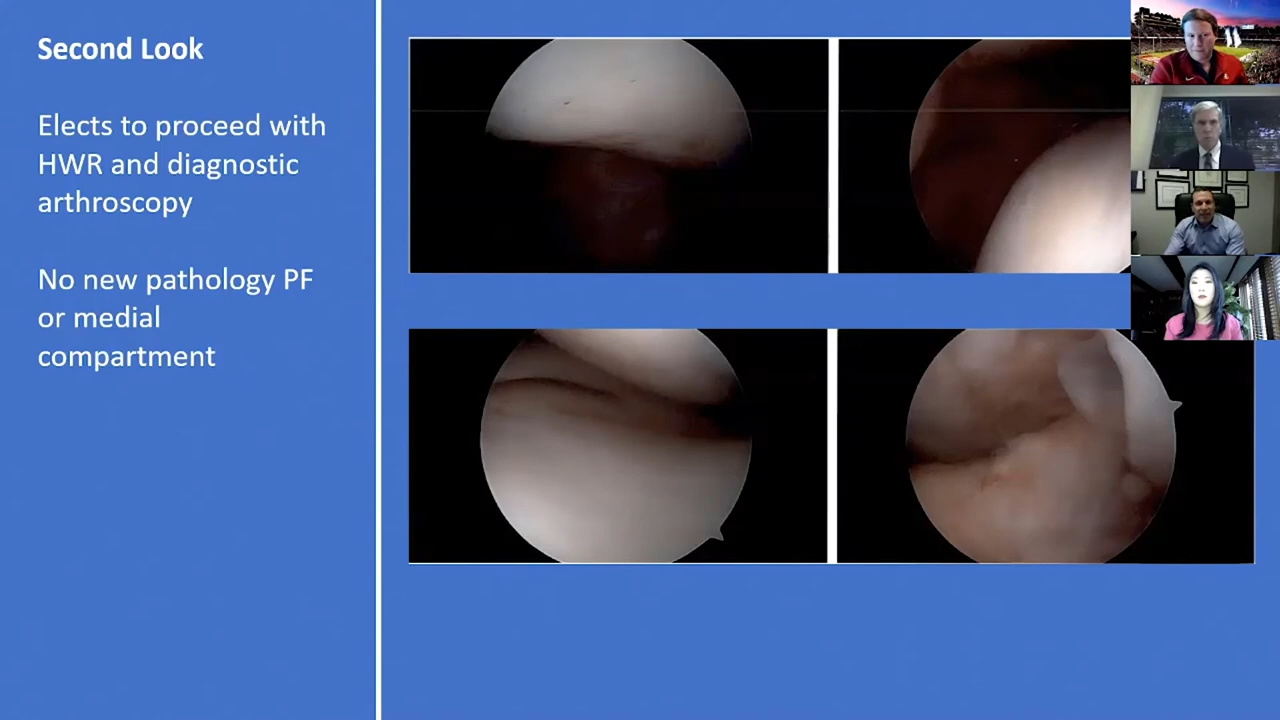 Second Look
Elects to proceed with
HWR and diagnostic
arthroscopy
No new pathology PF
or medial
compartment